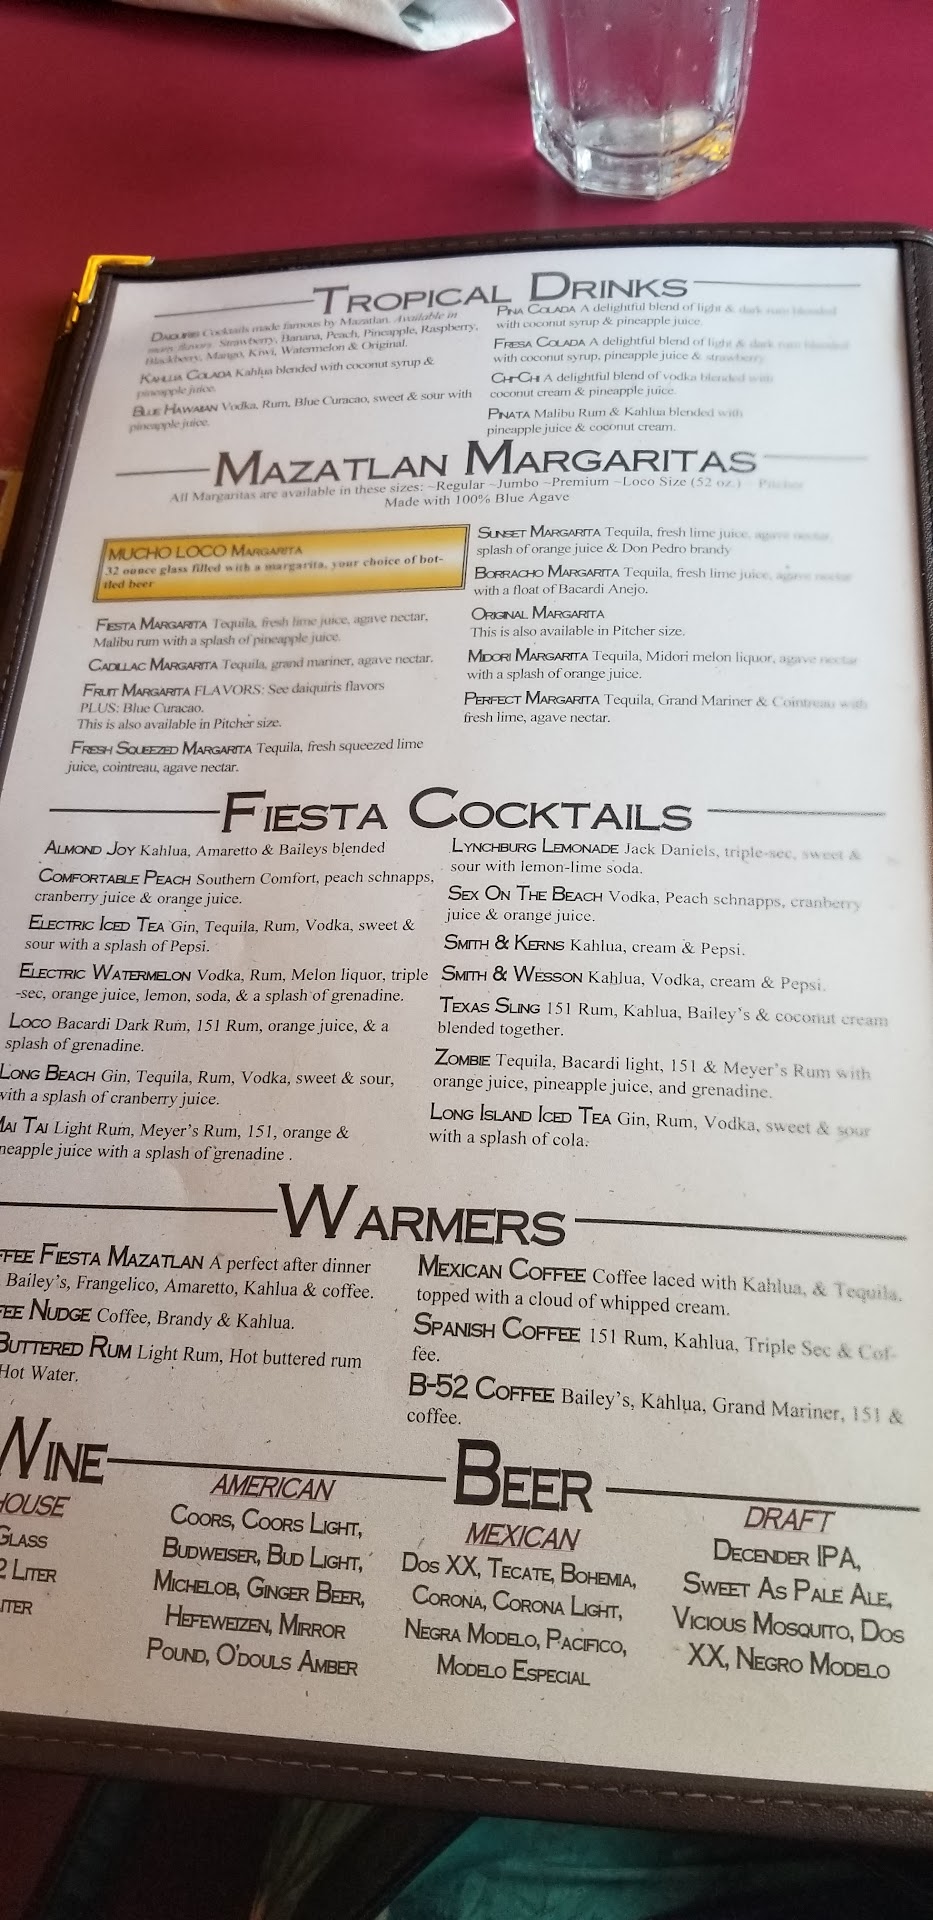 TROPICAL DRINKS
DAIQUIRIS Cocktails made famous by Mazatlan. Available in
many flavors. Strawberry, Banana, Peach, Pineapple, Raspberry,
Blackberry, Mango, Kiwi, Watermelon & Original.
KAHLUA COLADA Kahlua blended with coconut syrup &
pineapple juice.
BLUE HAWAIIAN Vodka, Rum, Blue Curacao, sweet & sour with
pineapple juice.
PINA COLADA A delightful blend of light & dark rum blended
with coconut syrup & pineapple juice.
FRESA COLADA A delightful blend of light & dark rum blended
with coconut syrup, pineapple juice & strawberry
CHI-CHI A delightful blend of vodka blended with
coconut cream & pineapple juice.
PINATA Malibu Rum & Kahlua blended with
pineapple juice & coconut cream.
MAZATLAN MARGARITAS
All Margaritas are available in these sizes: ~Regular ~Jumbo ~Premium ~Loco Size (52 oz.) ~ Pitcher
Made with 100% Blue Agave
MUCHO LOCO MARGARITA
32 ounce glass filled with a margarita, your choice of bot-
tled beer
FIESTA MARGARITA Tequila, fresh lime juice, agave nectar,
Malibu rum with a splash of pineapple juice.
CADILLAC MARGARITA Tequila, grand mariner, agave nectar.
FRUIT MARGARITA FLAVORS: See daiquiris flavors
PLUS: Blue Curacao.
This is also available in Pitcher size.
FRESH SQUEEZED MARGARITA Tequila, fresh squeezed lime
juice, cointreau, agave nectar.
SUNSET MARGARITA Tequila, fresh lime juice, agave nectar,
splash of orange juice & Don Pedro brandy
BORRACHO MARGARITA Tequila, fresh lime juice, agave nectar
with a float of Bacardi Anejo.
ORIGINAL MARGARITA
This is also available in Pitcher size.
MIDORI MARGARITA Tequila, Midori melon liquor, agave nectar
with a splash of orange juice.
PERFECT MARGARITA Tequila, Grand Mariner & Cointreau with
fresh lime, agave nectar.
FIESTA COCKTAILS
ALMOND JOY Kahlua, Amaretto & Baileys blended
COMFORTABLE PEACH Southern Comfort, peach schnapps,
cranberry juice & orange juice.
ELECTRIC ICED TEA Gin, Tequila, Rum, Vodka, sweet &
sour with a splash of Pepsi.
ELECTRIC WATERMELON Vodka, Rum, Melon liquor, triple
-sec, orange juice, lemon, soda, & a splash of grenadine.
LOCO Bacardi Dark Rum, 151 Rum, orange juice, & a
splash of grenadine.
LONG BEACH Gin, Tequila, Rum, Vodka, sweet & sour,
with a splash of cranberry juice.
MAI TAI Light Rum, Meyer's Rum, 151, orange &
neapple juice with a splash of grenadine .
LYNCHBURG LEMONADE Jack Daniels, triple-sec, sweet &
sour with lemon-lime soda.
SEX ON THE BEACH Vodka, Peach schnapps, cranberry
juice & orange juice.
SMITH & KERNS Kahlua, cream & Pepsi.
SMITH & WESSON Kahlua, Vodka, cream & Pepsi.
TEXAS SLING 151 Rum, Kahlua, Bailey's & coconut cream
blended together.
ZOMBIE Tequila, Bacardi light, 151 & Meyer's Rum with
orange juice, pineapple juice, and grenadine.
LONG ISLAND ICED TEA Gin, Rum, Vodka, sweet & sour
with a splash of cola.
WARMERS
FFEE FIESTA MAZATLAN A perfect after dinner
Bailey's, Frangelico, Amaretto, Kahlua & coffee.
FEE NUDGE Coffee, Brandy & Kahlua.
BUTTERED RUM Light Rum, Hot buttered rum
Hot Water.
MEXICAN COFFEE Coffee laced with Kahlua, & Tequila,
topped with a cloud of whipped cream.
SPANISH COFFEE 151 Rum, Kahlua, Triple Sec & Cof-
fee.
B-52 COFFEE Bailey's, Kahlua, Grand Mariner, 151 &
coffee.
WINE
HOUSE
GLASS
2 LITER
ITER
BEER
AMERICAN
COORS, COORS LIGHT,
BUDWEISER, BUD LIGHT,
MICHELOB, GINGER BEER,
HEFEWEIZEN, MIRROR
POUND, O'DOULS AMBER
MEXICAN
DOS XX, TECATE, BOHEMIA,
CORONA, CORONA LIGHT,
NEGRA MODELO, PACIFICO,
MODELO ESPECIAL
DRAFT
DECENDER IPA,
SWEET AS PALE ALE,
VICIOUS MOSQUITO, DOS
XX, NEGRO MODELO